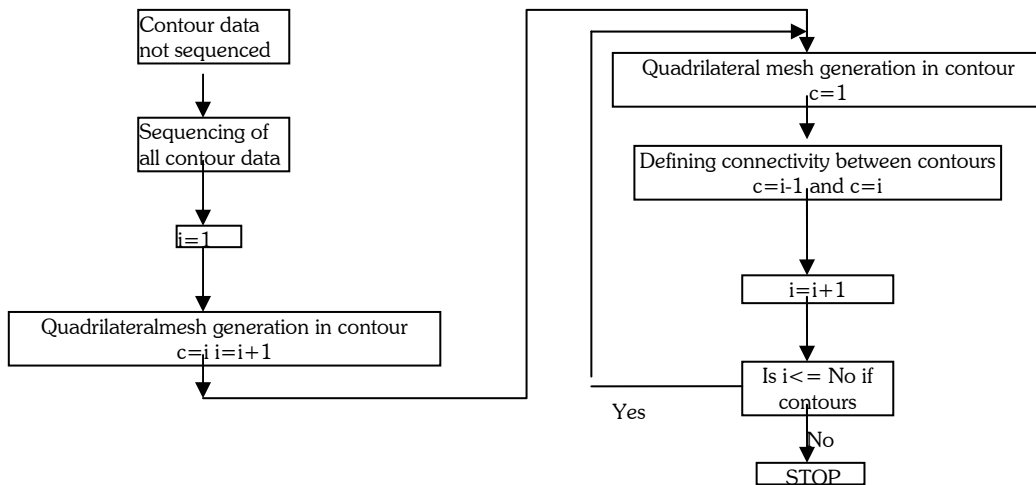 Contour data
not sequenced
Sequencing of
all contour data
i=1
Quadrilateralmesh generation in contour
c=i i=i+1
Quadrilateral mesh generation in contour
c=1
Defining connectivity between contours
c=i-1 and c=i
i=i+1
Is i<= No if
contours
Yes
No
STOP